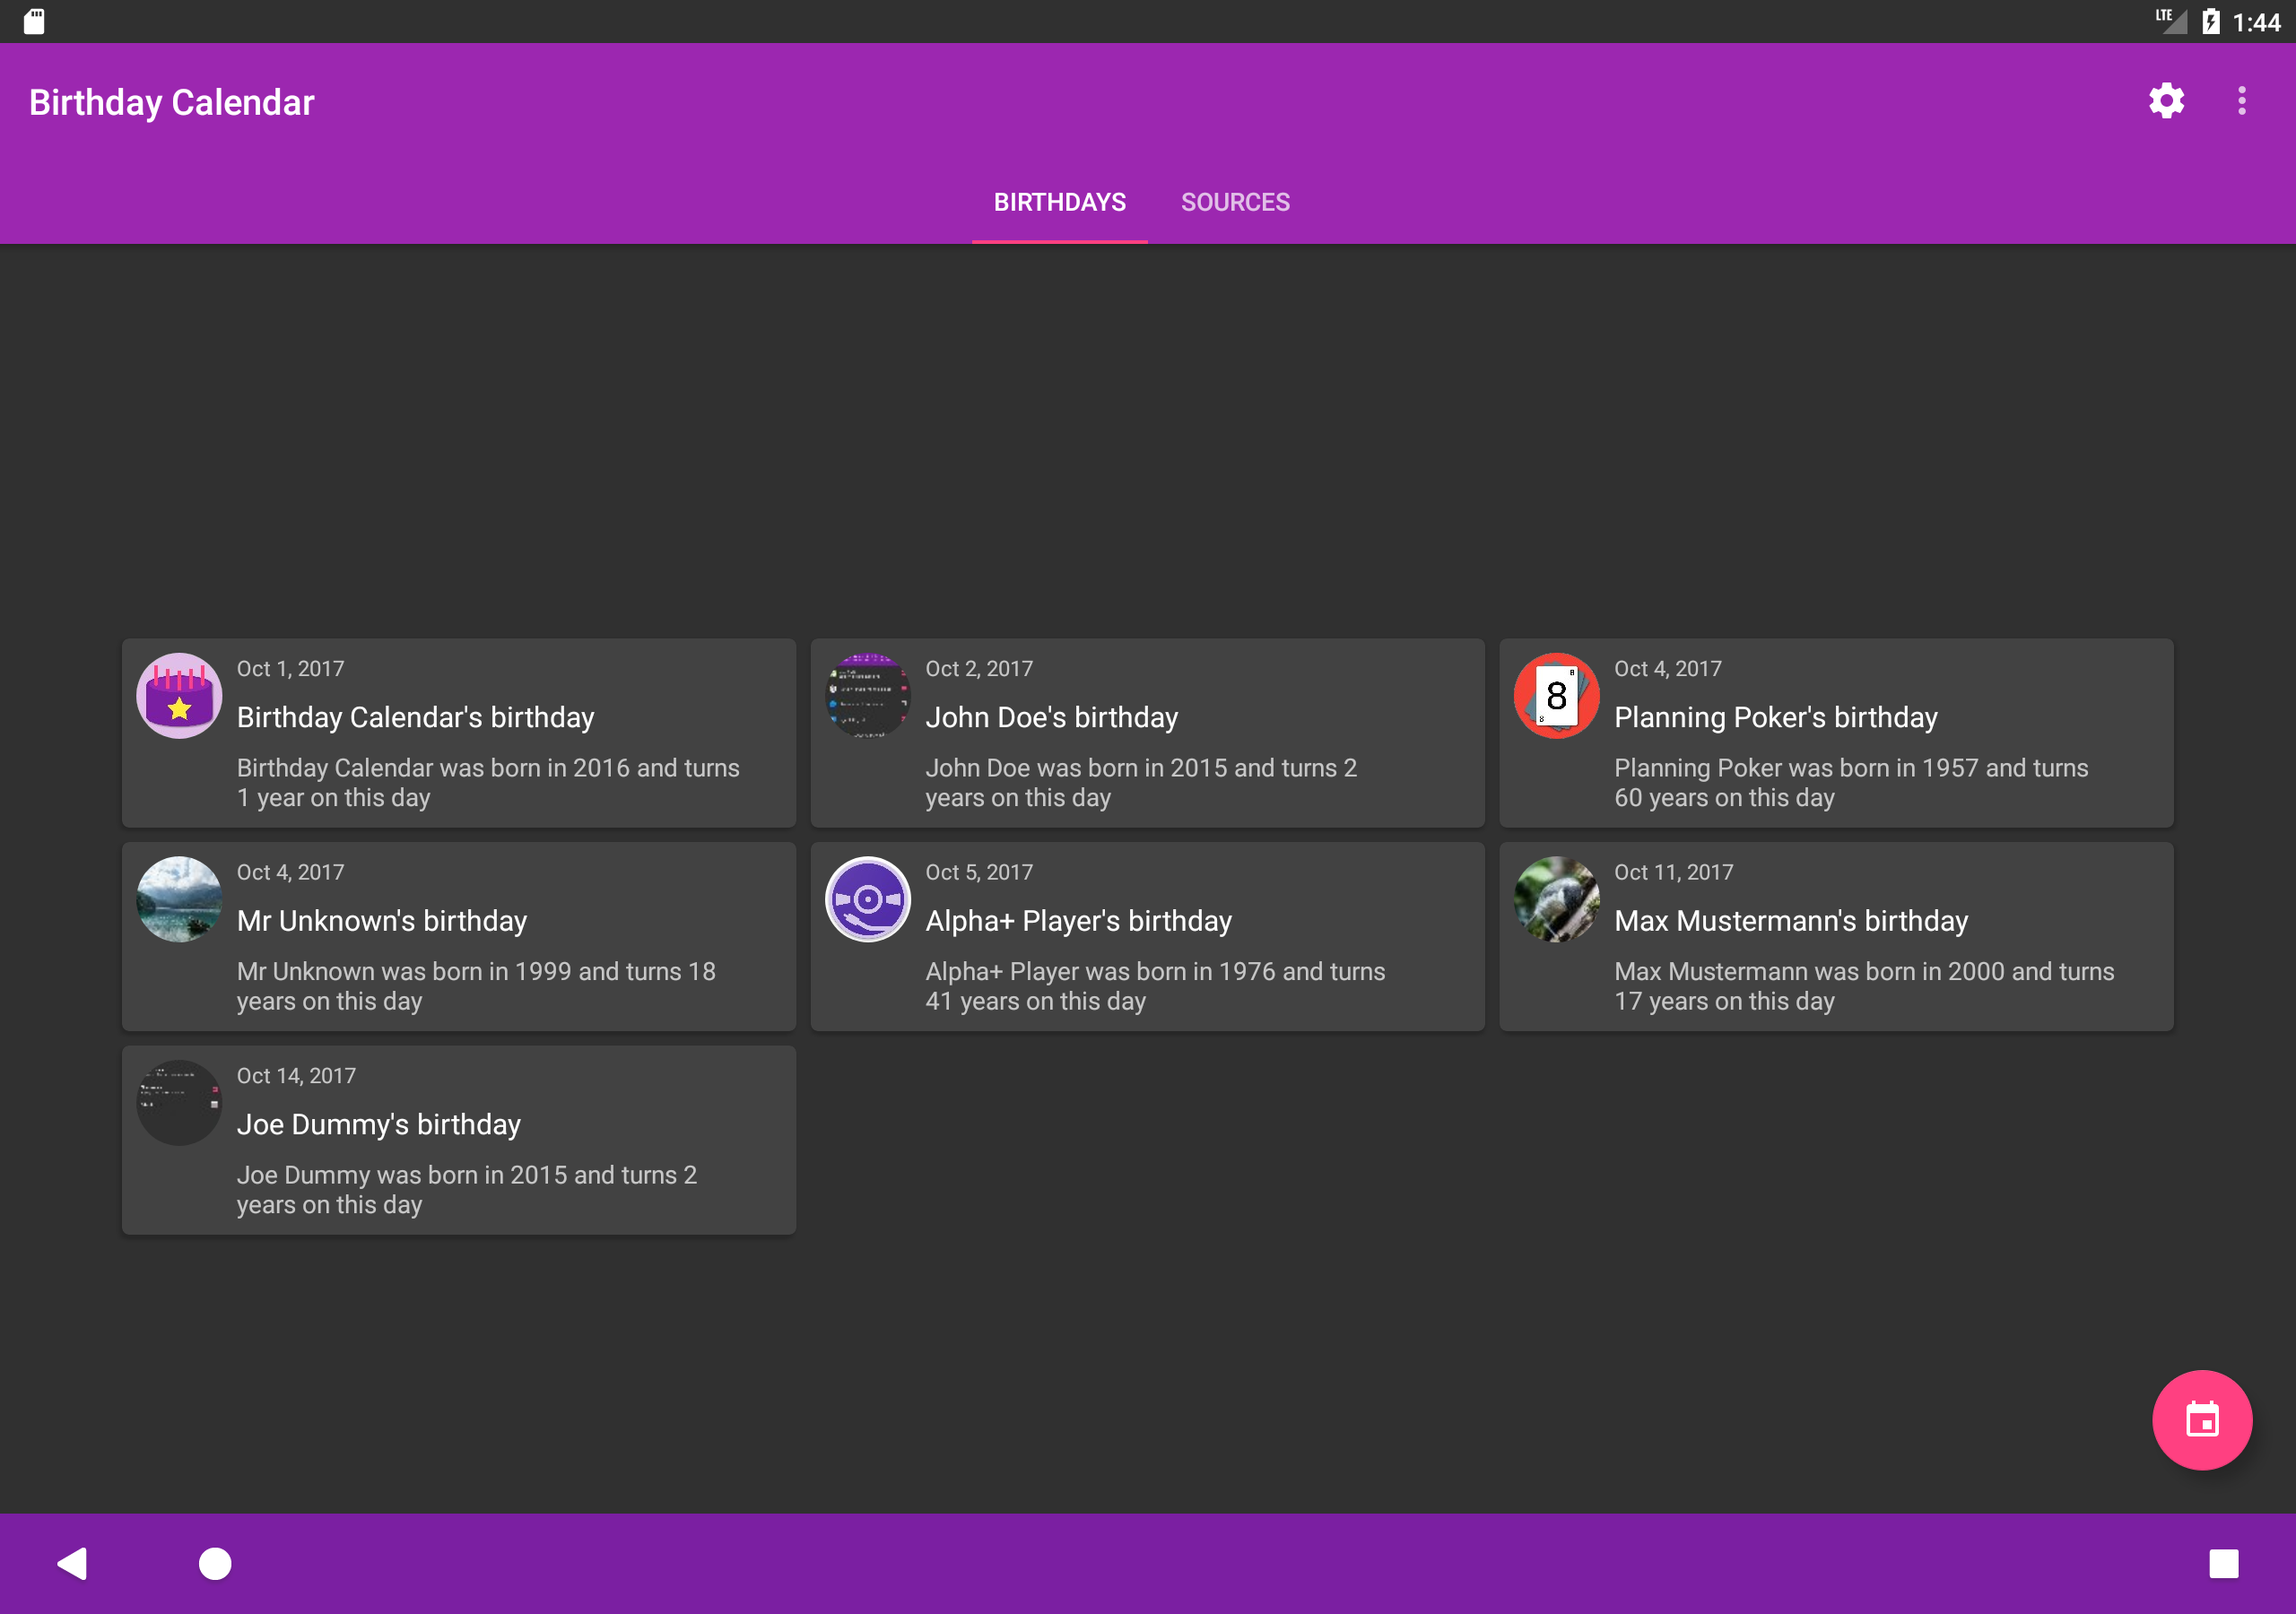 LTE 1:44
Birthday Calendar
BIRTHDAYS SOURCES
Oct 1, 2017
Birthday Calendar's birthday
Birthday Calendar was born in 2016 and turns
1 year on this day
Oct 2, 2017
John Doe's birthday
John Doe was born in 2015 and turns 2
years on this day
8
8
8
Oct 4, 2017
Planning Poker's birthday
Planning Poker was born in 1957 and turns
60 years on this day
Oct 4, 2017
Mr Unknown's birthday
Mr Unknown was born in 1999 and turns 18
years on this day
Oct 5, 2017
Alpha+ Player's birthday
Alpha+ Player was born in 1976 and turns
41 years on this day
Oct 11, 2017
Max Mustermann's birthday
Max Mustermann was born in 2000 and turns
17 years on this day
Oct 14, 2017
Joe Dummy's birthday
Joe Dummy was born in 2015 and turns 2
years on this day